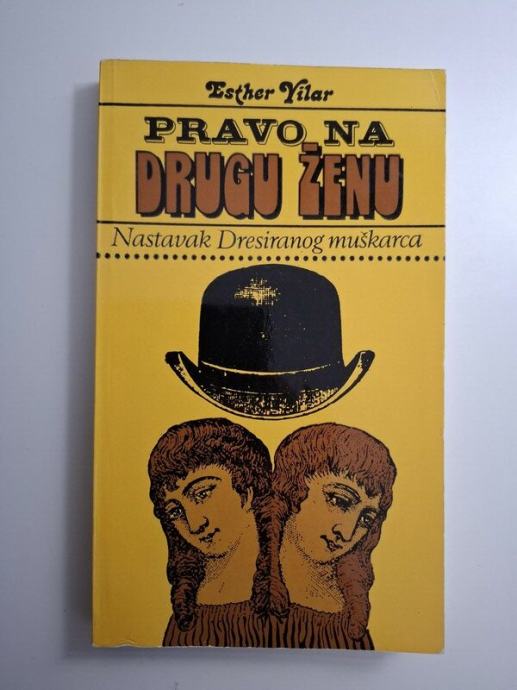 Esther Vilar
PRAVO NA
DRUGU ŽENU
Nastavak Dresiranog muškarca